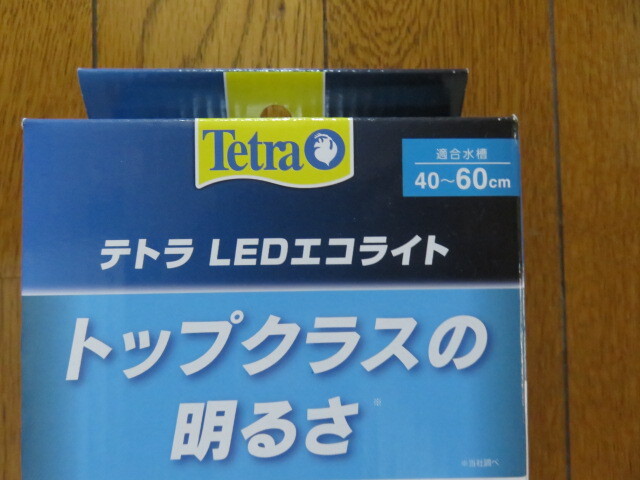 Tetra
適合水槽
40～60cm
テトラ LEDエコライト
トップクラスの
明るさ※
※当社調べ